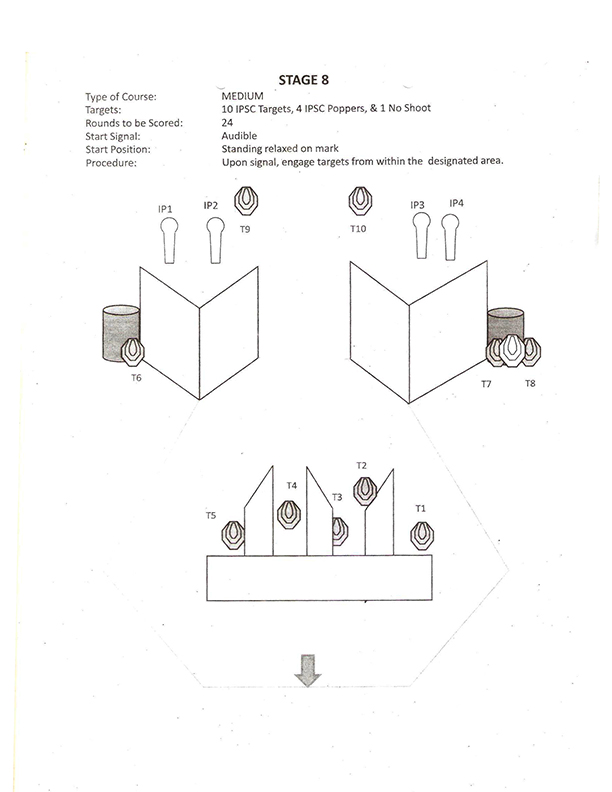 STAGE 8
Type of Course: MEDIUM
Targets: 10 IPSC Targets, 4 IPSC Poppers, & 1 No Shoot
Rounds to be Scored: 24
Start Signal: Audible
Start Position: Standing relaxed on mark
Procedure: Upon signal, engage targets from within the designated area.
IP1 IP2 T9 T10 IP3 IP4
T6 T7 T8
T5 T4 T3 T2 T1